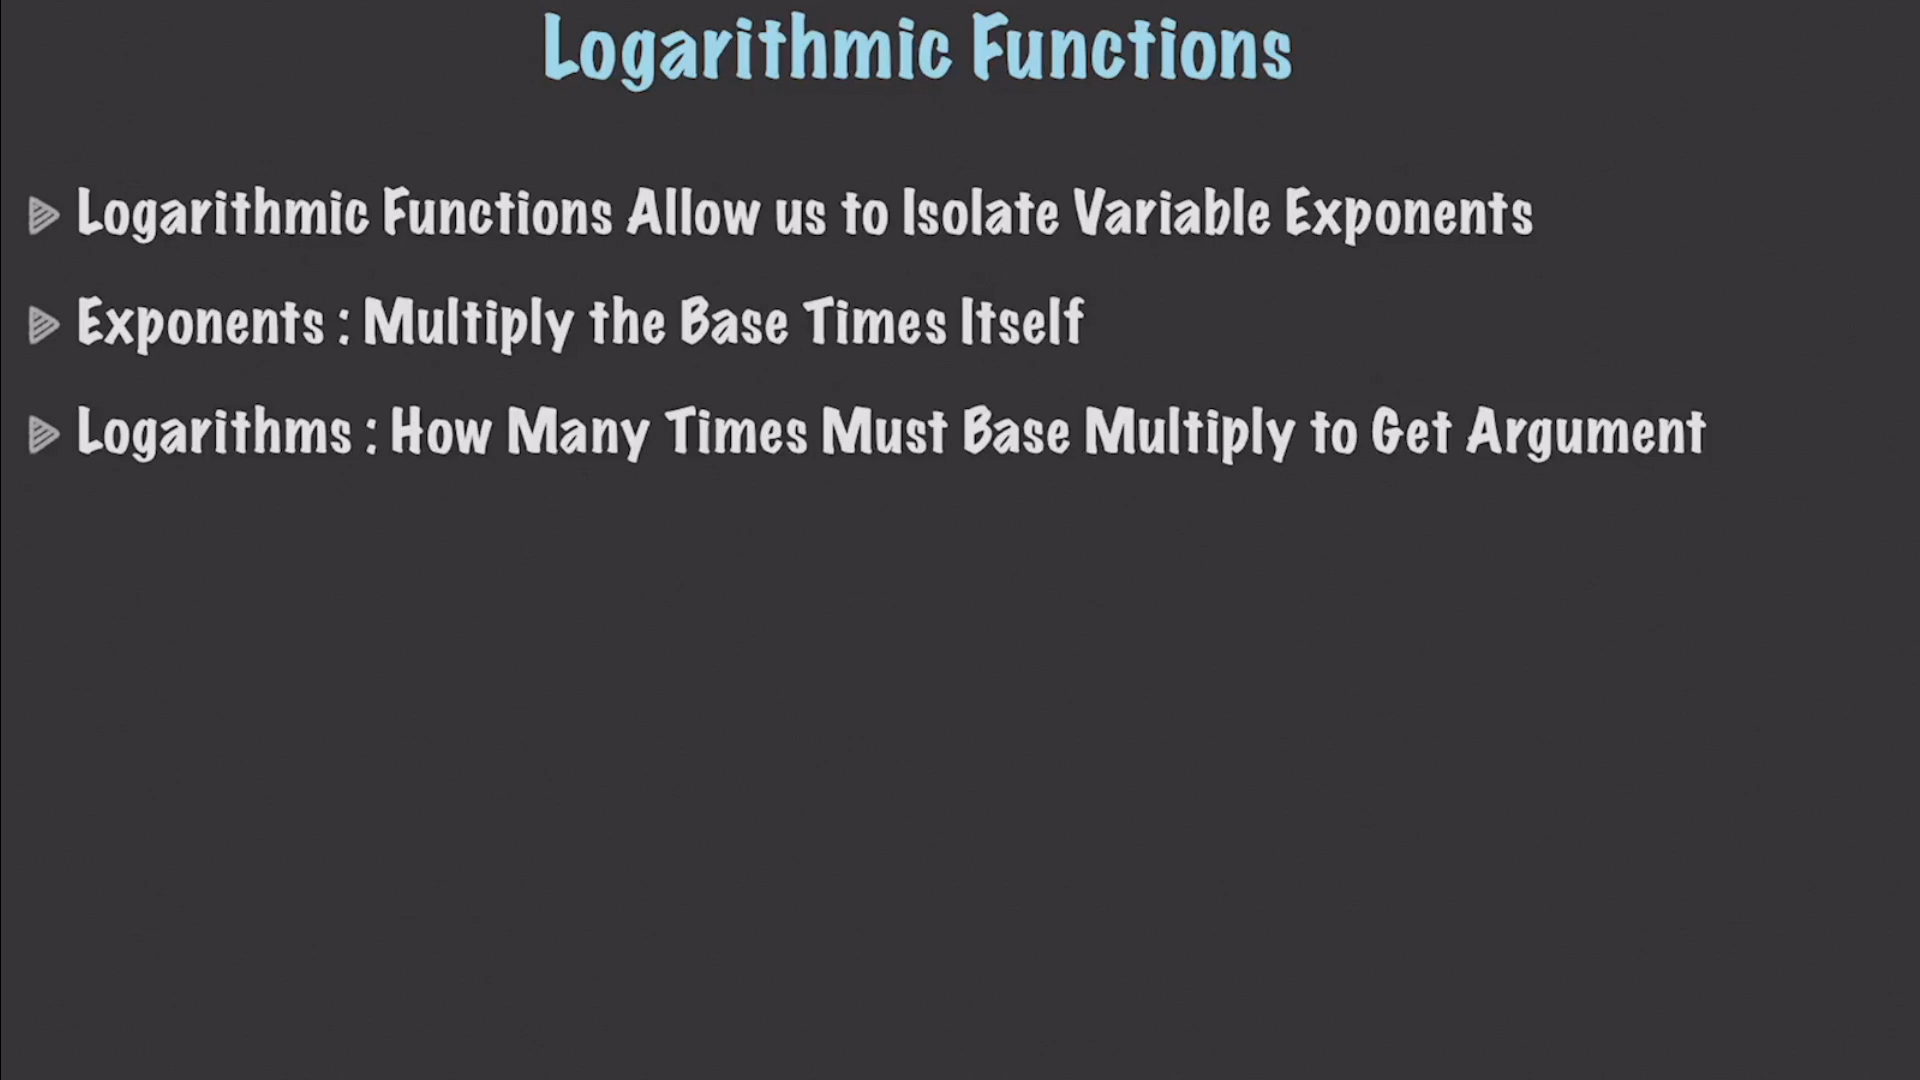 Logarithmic Functions
Logarithmic Functions Allow us to Isolate Variable Exponents
Exponents : Multiply the Base Times Itself
Logarithms : How Many Times Must Base Multiply to Get Argument